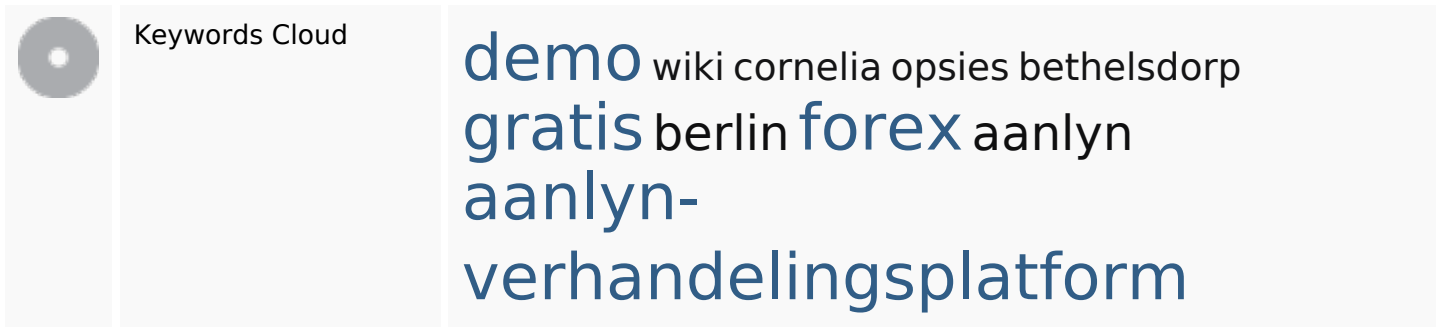 Keywords Cloud
demo wiki cornelia opsies bethelsdorp
gratis berlin forex aanlyn
aanlyn-
verhandelingsplatform